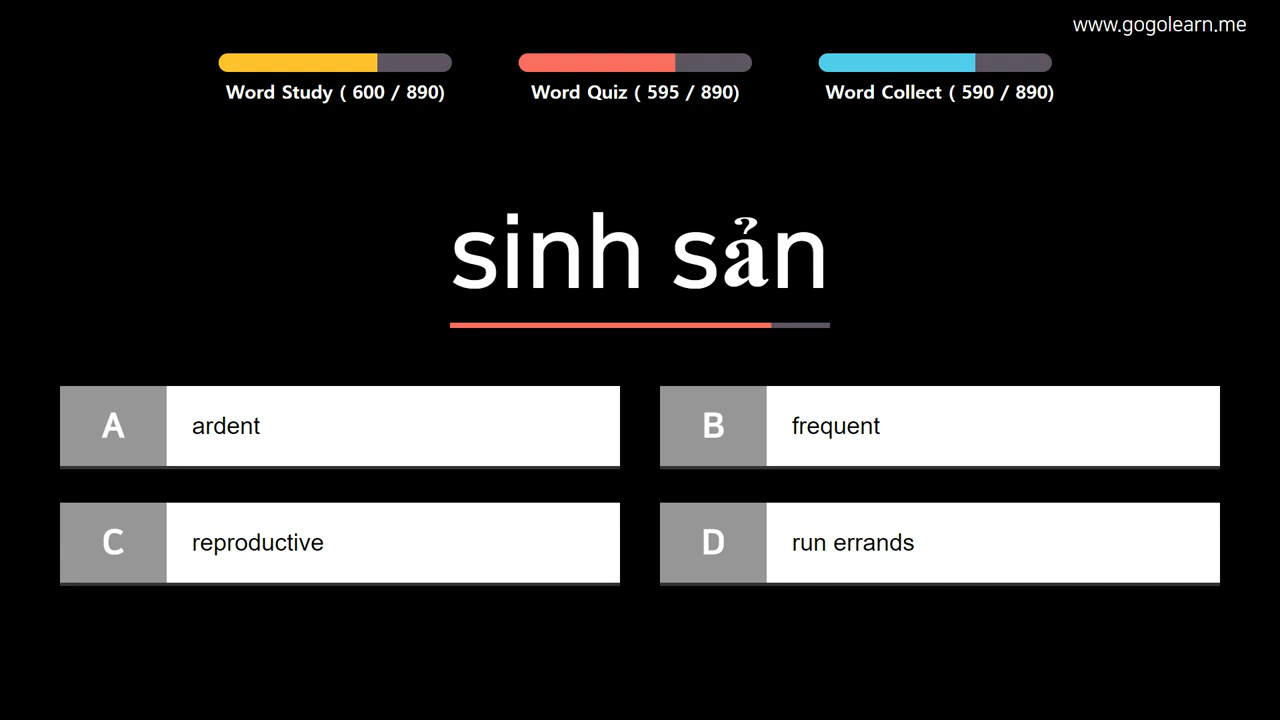 www.gogolearn.me
Word Study ( 600 / 890)
Word Quiz ( 595 / 890)
Word Collect ( 590 / 890)
sinh sản
A ardent
B frequent
C reproductive
D run errands